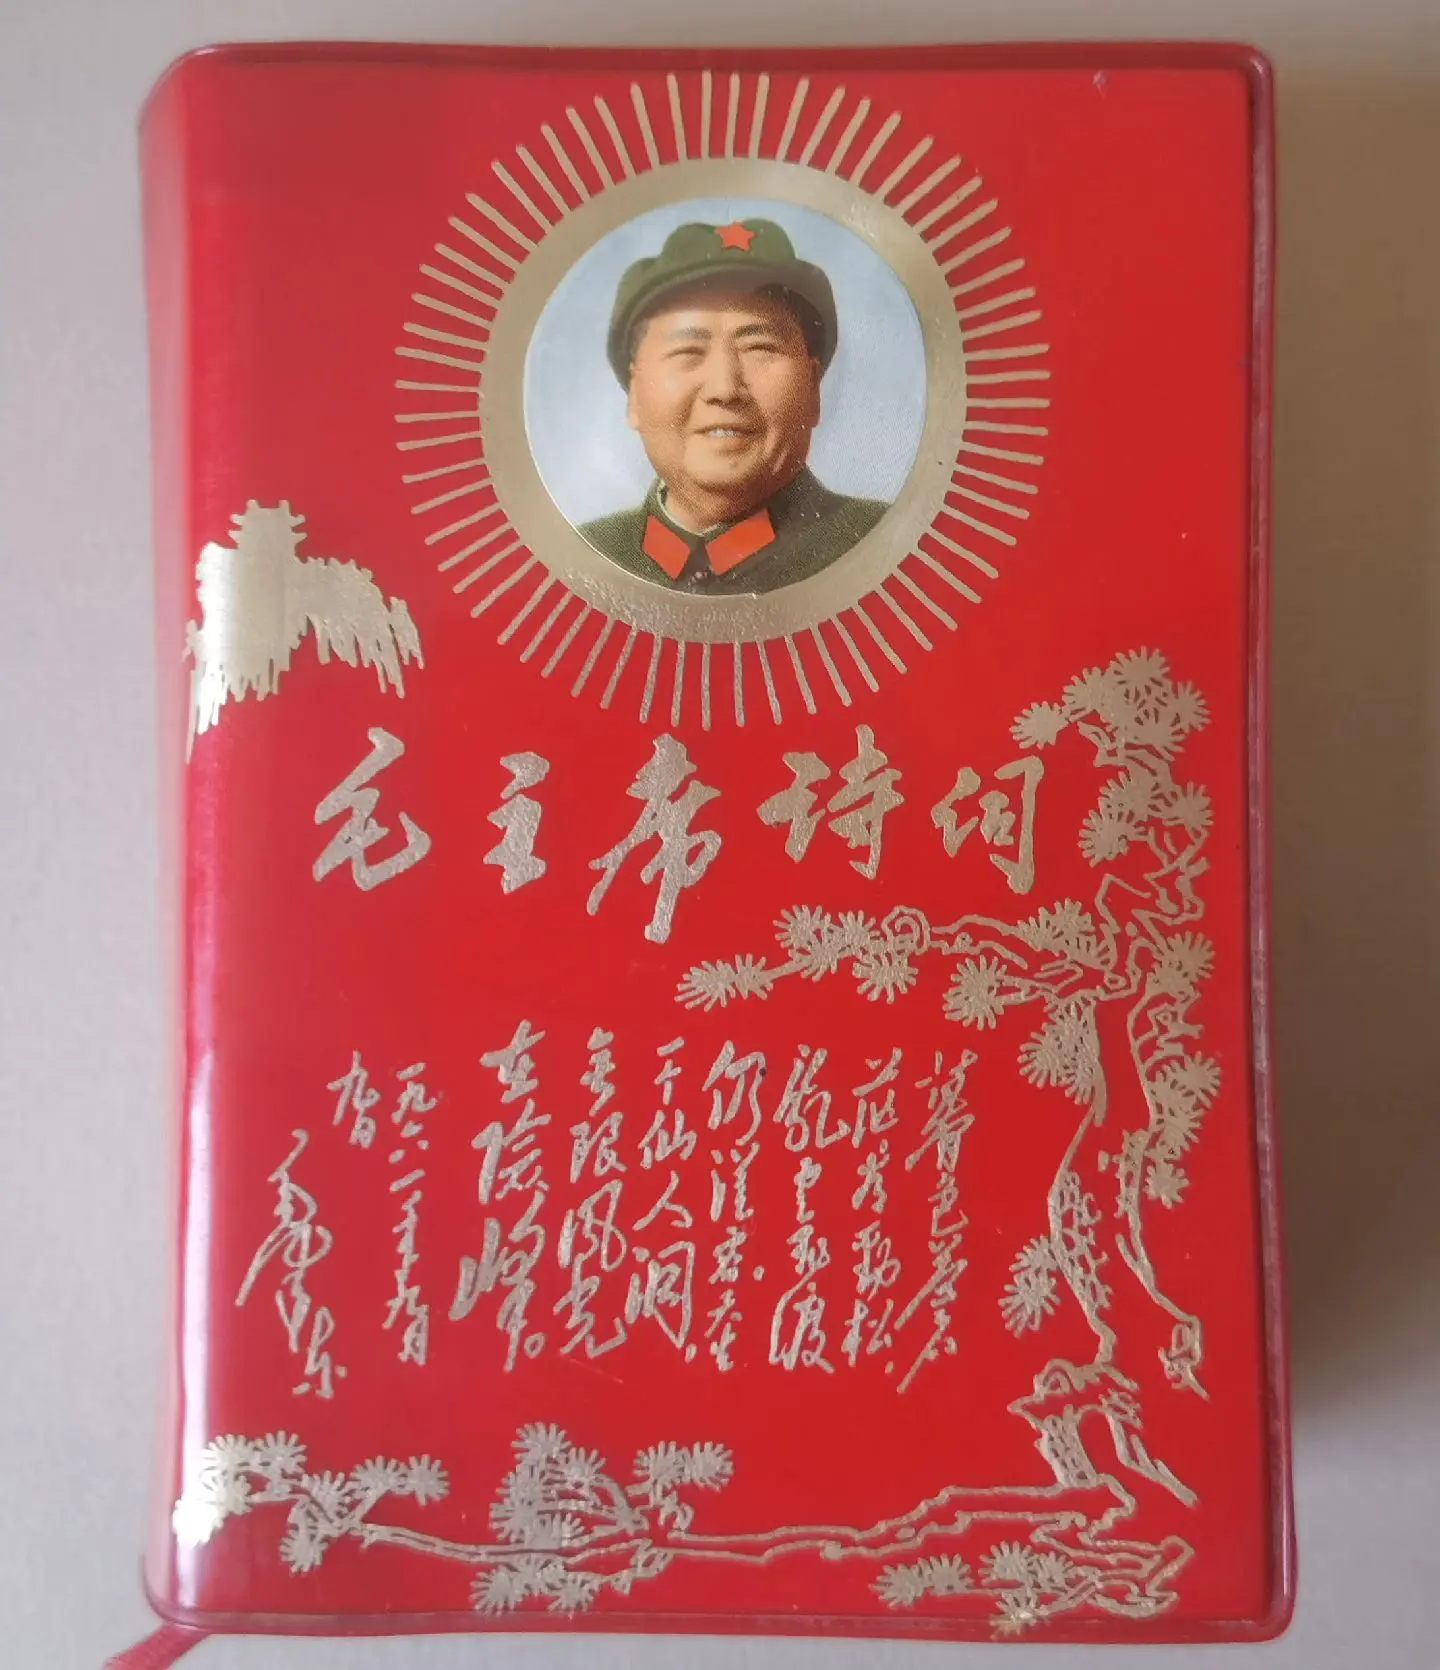 毛主席诗词
暮色苍茫
看劲松，
乱云飞渡
仍从容。天生
一个仙人洞，
无限风光
在险峰。
一九六一年九月
九日
毛泽东